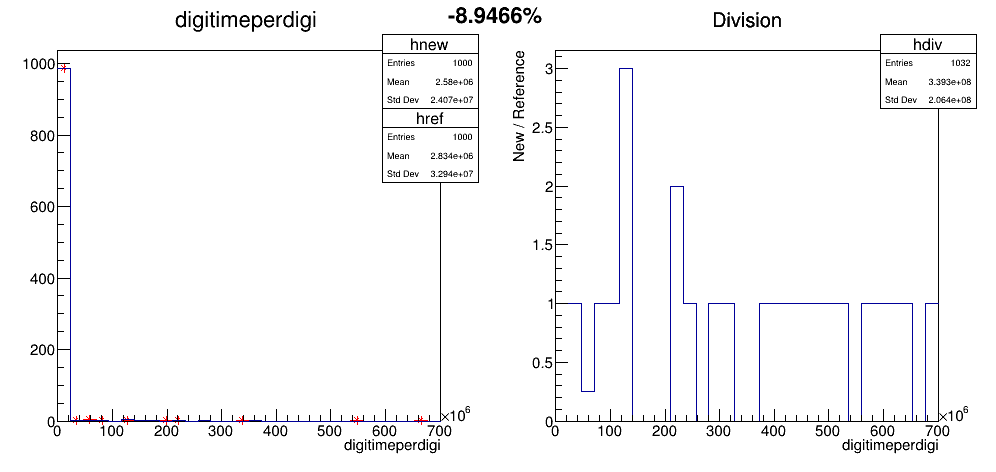 digitimeperdigi
-8.9466%
Division
hnew
Entries 1000
Mean 2.58e+06
Std Dev 2.407e+07
href
Entries 1000
Mean 2.834e+06
Std Dev 3.294e+07
1000
800
600
400
200
0
0 100 200 300 400 500 600 700
×10^6
digitimeperdigi
hdiv
Entries 1032
Mean 3.393e+08
Std Dev 2.064e+08
New / Reference
3
2.5
2
1.5
1
0.5
0
0 100 200 300 400 500 600 700
×10^6
digitimeperdigi